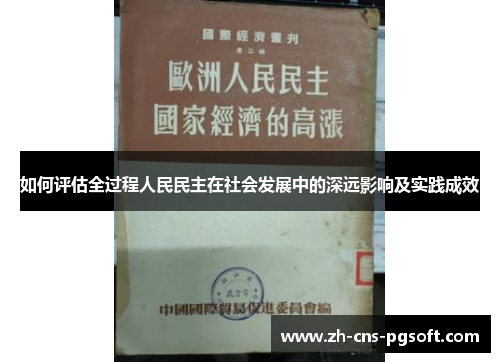 國際經濟叢刊
第二輯
歐洲人民民主
國家經濟的高漲
如何评估全过程人民民主在社会发展中的深远影响及实践成效
中國國際貿易促進委員會編
www.zh-cns-pgsoft.com